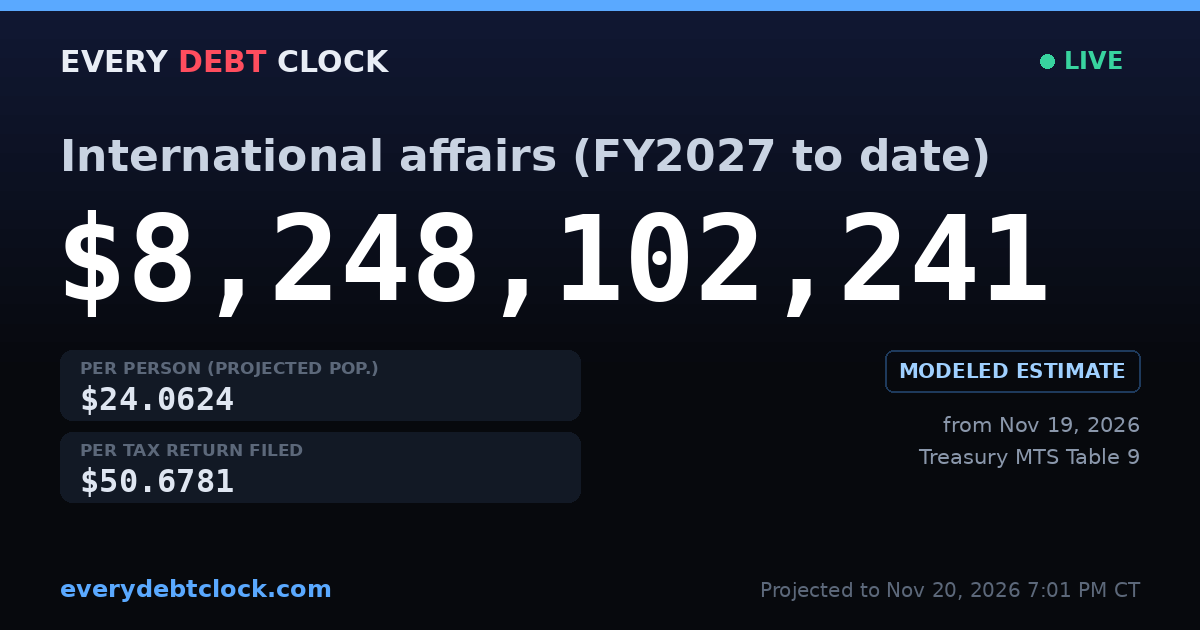 EVERY DEBT CLOCK
LIVE
International affairs (FY2027 to date)
$8,248,102,241
PER PERSON (PROJECTED POP.)
$24.0624
PER TAX RETURN FILED
$50.6781
MODELED ESTIMATE
from Nov 19, 2026
Treasury MTS Table 9
everydebtclock.com
Projected to Nov 20, 2026 7:01 PM CT